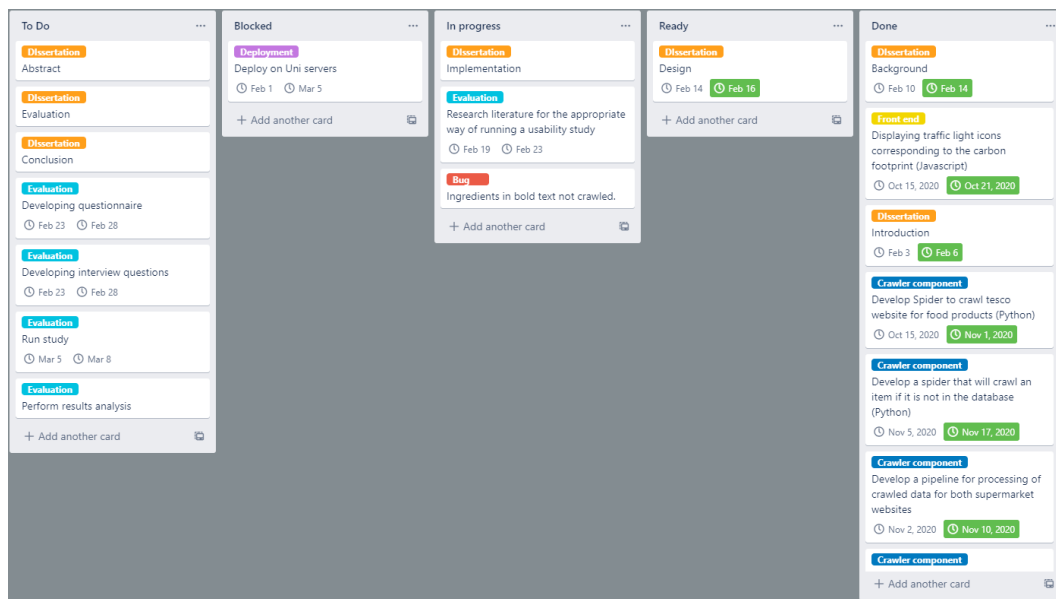 To Do
DIssertation
Abstract
DIssertation
Evaluation
DIssertation
Conclusion
Evaluation
Developing questionnaire
Feb 23 Feb 28
Evaluation
Developing interview questions
Feb 23 Feb 28
Evaluation
Run study
Mar 5 Mar 8
Evaluation
Perform results analysis
+ Add another card
Blocked
Deployment
Deploy on Uni servers
Feb 1 Mar 5
+ Add another card
In progress
DIssertation
Implementation
Evaluation
Research literature for the appropriate
way of running a usability study
Feb 19 Feb 23
Bug
Ingredients in bold text not crawled.
+ Add another card
Ready
DIssertation
Design
Feb 14 Feb 16
+ Add another card
Done
DIssertation
Background
Feb 10 Feb 14
Front end
Displaying traffic light icons
corresponding to the carbon
footprint (Javascript)
Oct 15, 2020 Oct 21, 2020
DIssertation
Introduction
Feb 3 Feb 6
Crawler component
Develop Spider to crawl tesco
website for food products (Python)
Oct 15, 2020 Nov 1, 2020
Crawler component
Develop a spider that will crawl an
item if it is not in the database
(Python)
Nov 5, 2020 Nov 17, 2020
Crawler component
Develop a pipeline for processing of
crawled data for both supermarket
websites
Nov 2, 2020 Nov 10, 2020
Crawler component
+ Add another card